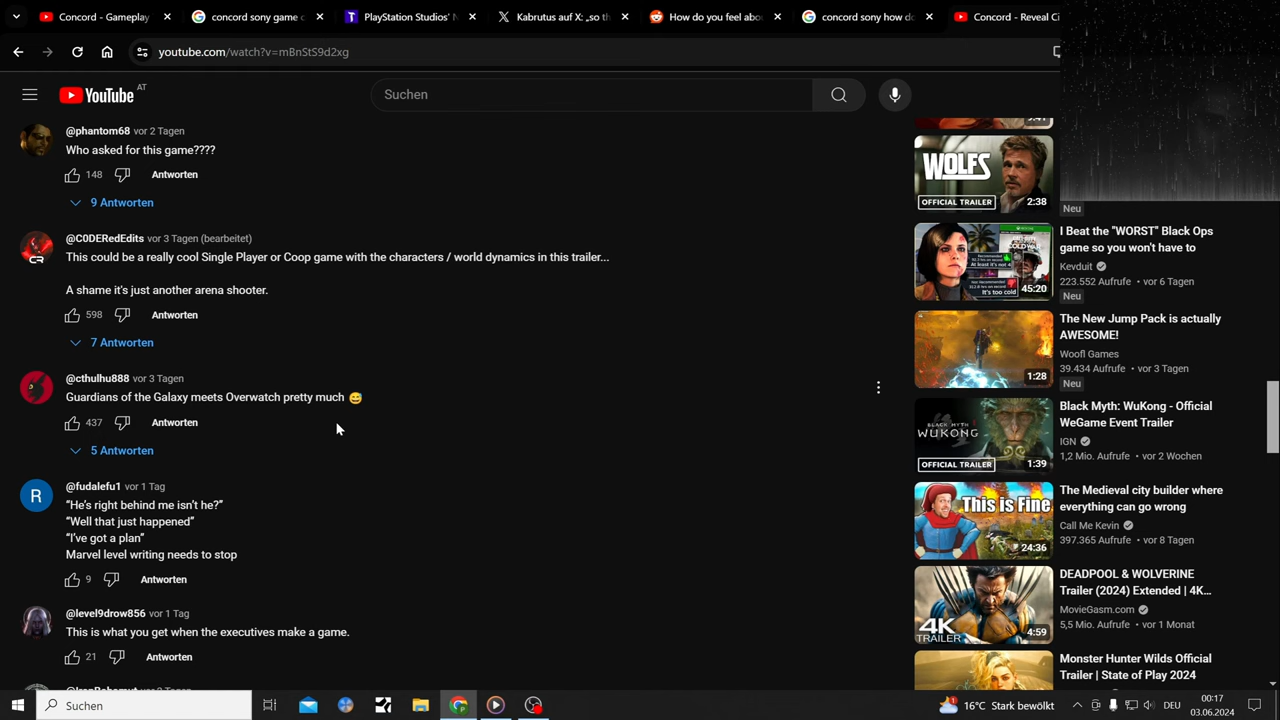 Concord - Gameplay
concord sony game c
PlayStation Studios' N
Kabrutus auf X: „so th
How do you feel abo
concord sony how do
Concord - Reveal Ci
youtube.com/watch?v=mBnStS9d2xg
YouTube AT
Suchen
@phantom68 vor 2 Tagen
Who asked for this game????
148 Antworten
9 Antworten
@C0DERedEdits vor 3 Tagen (bearbeitet)
This could be a really cool Single Player or Coop game with the characters / world dynamics in this trailer...
A shame it's just another arena shooter.
598 Antworten
7 Antworten
@cthulhu888 vor 3 Tagen
Guardians of the Galaxy meets Overwatch pretty much 😅
437 Antworten
5 Antworten
R
@fudalefu1 vor 1 Tag
“He’s right behind me isn’t he?”
“Well that just happened”
“I’ve got a plan”
Marvel level writing needs to stop
9 Antworten
@level9drow856 vor 1 Tag
This is what you get when the executives make a game.
21 Antworten
WOLFS
OFFICIAL TRAILER
2:38
Neu
COLD WAR
At least it's not
It's too cold
45:20
I Beat the "WORST" Black Ops
game so you won't have to
Kevduit
223.552 Aufrufe • vor 6 Tagen
Neu
1:28
The New Jump Pack is actually
AWESOME!
Woofl Games
39.434 Aufrufe • vor 3 Tagen
Neu
BLACK MYTH
WUKONG
OFFICIAL TRAILER
1:39
Black Myth: WuKong - Official
WeGame Event Trailer
IGN
1,2 Mio. Aufrufe • vor 2 Wochen
This is Fine
24:36
The Medieval city builder where
everything can go wrong
Call Me Kevin
397.365 Aufrufe • vor 8 Tagen
4K
TRAILER
4:59
DEADPOOL & WOLVERINE
Trailer (2024) Extended | 4K...
MovieGasm.com
5,5 Mio. Aufrufe • vor 1 Monat
Monster Hunter Wilds Official
Trailer | State of Play 2024
Suchen
16°C Stark bewölkt
DEU
00:17
03.06.2024